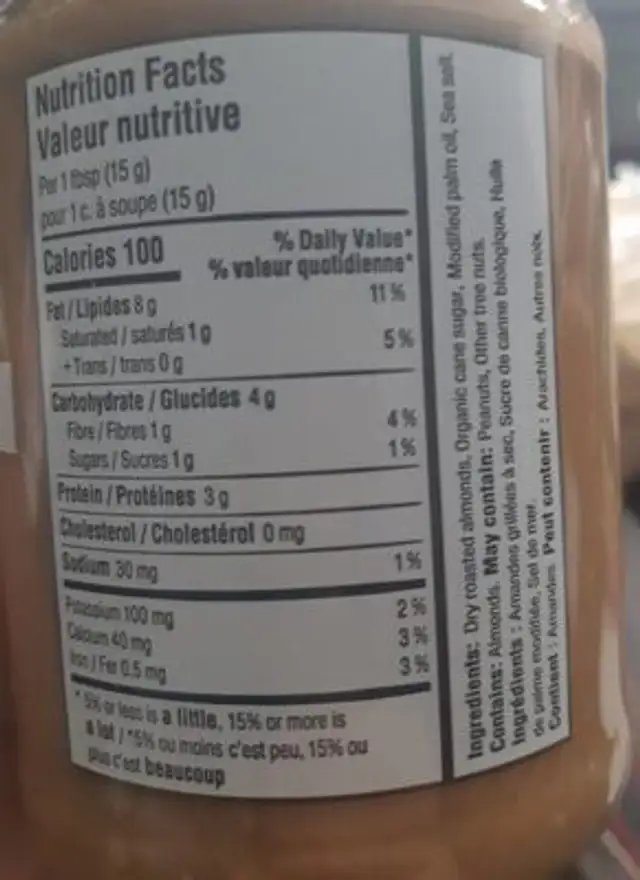 Nutrition Facts
Valeur nutritive
Per 1 tbsp (15 g)
pour 1 c. à soupe (15 g)
Calories 100
% Daily Value*
% valeur quotidienne*
Fat / Lipides 8 g 11 %
Saturated / saturés 1 g
+ Trans / trans 0 g 5 %
Carbohydrate / Glucides 4 g
Fibre / Fibres 1 g 4 %
Sugars / Sucres 1 g 1 %
Protein / Protéines 3 g
Cholesterol / Cholestérol 0 mg
Sodium 30 mg 1 %
Potassium 100 mg 2 %
Calcium 40 mg 3 %
Iron / Fer 0.5 mg 3 %
* 5% or less is a little, 15% or more is
a lot / *5% ou moins c'est peu, 15% ou
plus c'est beaucoup
Ingredients: Dry roasted almonds, Organic cane sugar, Modified palm oil, Sea salt.
Contains: Almonds. May contain: Peanuts, Other tree nuts.
Ingrédients : Amandes grillées à sec, Sucre de canne biologique, Huile
de palme modifiée, Sel de mer.
Contient : Amandes. Peut contenir : Arachides, Autres noix.